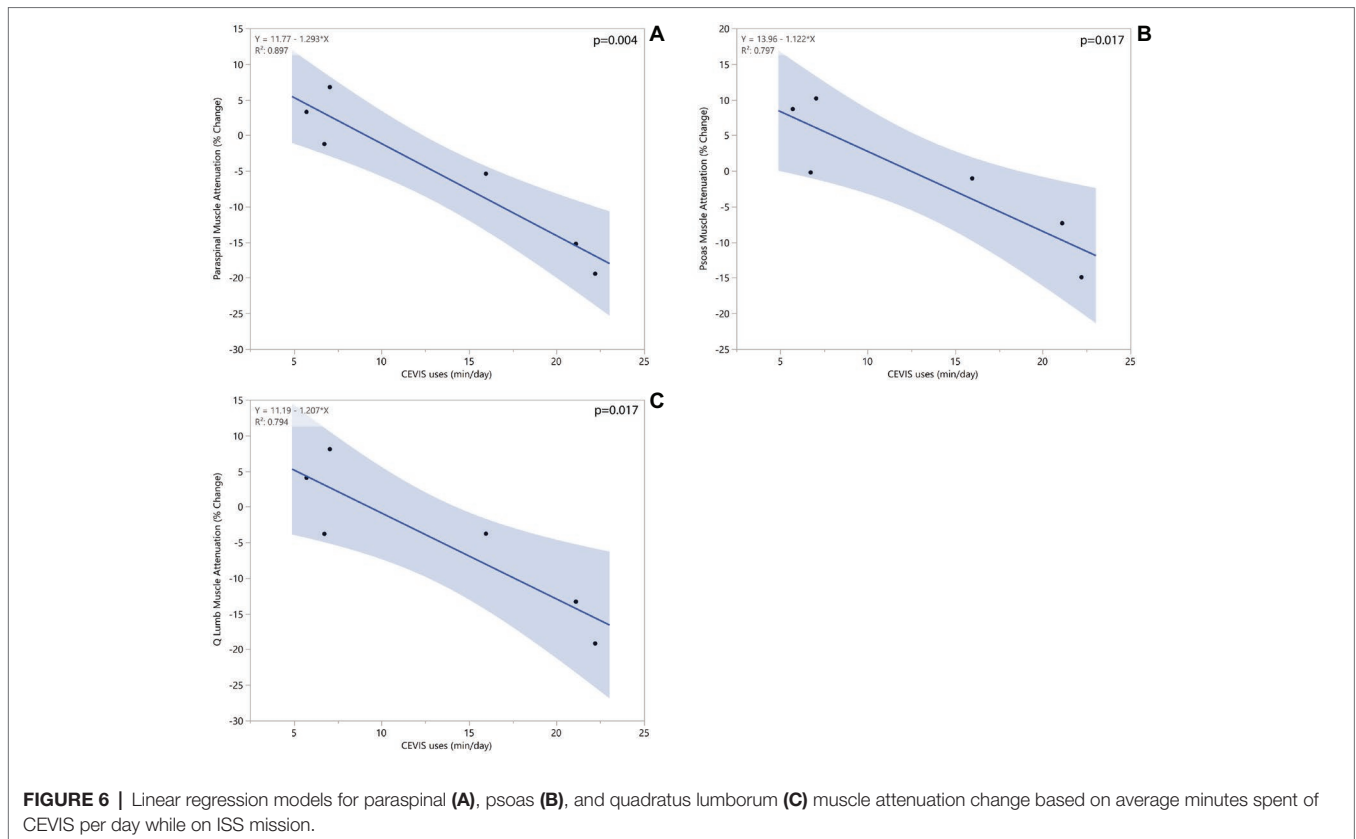 Y = 11.77 - 1.293*X
R²: 0.897
p=0.004
A
15
10
5
0
-5
-10
-15
-20
-25
-30
Paraspinal Muscle Attenuation (% Change)
5
10
15
20
25
CEVIS uses (min/day)
Y = 13.96 - 1.122*X
R²: 0.797
p=0.017
B
20
15
10
5
0
-5
-10
-15
-20
-25
Psoas Muscle Attenuation (% Change)
5
10
15
20
25
CEVIS uses (min/day)
Y = 11.19 - 1.207*X
R²: 0.794
p=0.017
C
15
10
5
0
-5
-10
-15
-20
-25
-30
Q Lumb Muscle Attenuation (% Change)
5
10
15
20
25
CEVIS uses (min/day)
FIGURE 6 | Linear regression models for paraspinal (A), psoas (B), and quadratus lumborum (C) muscle attenuation change based on average minutes spent of
CEVIS per day while on ISS mission.